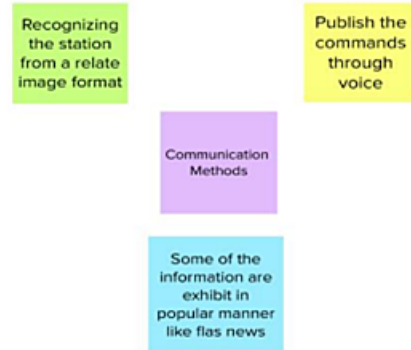 Recognizing
the station
from a relate
image format
Publish the
commands
through
voice
Communication
Methods
Some of the
information are
exhibit in
popular manner
like flas news